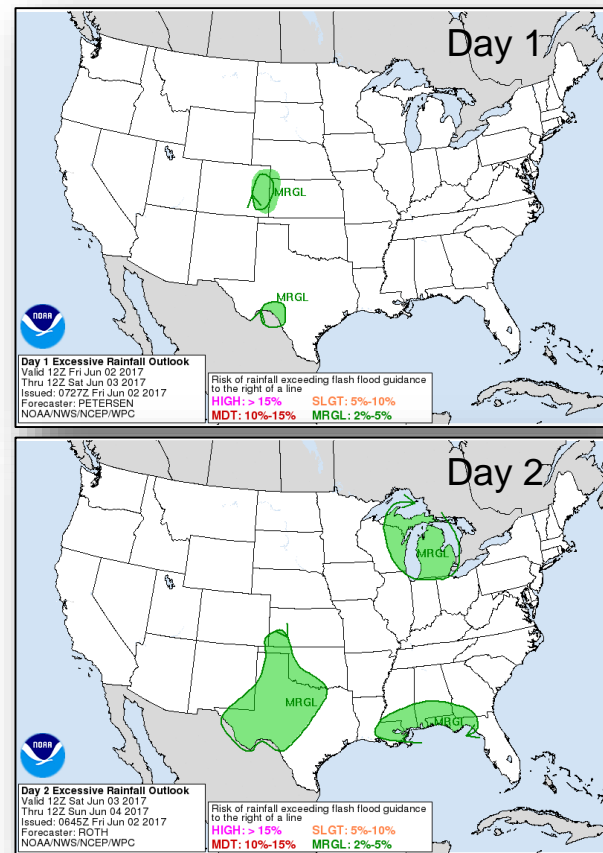 Day 1
MRGL
MRGL
NOAA
Day 1 Excessive Rainfall Outlook
Valid 12Z Fri Jun 02 2017
Thru 12Z Sat Jun 03 2017
Issued: 0727Z Fri Jun 02 2017
Forecaster: PETERSEN
NOAA/NWS/NCEP/WPC
Risk of rainfall exceeding flash flood guidance
to the right of a line
HIGH: > 15% SLGT: 5%-10%
MDT: 10%-15% MRGL: 2%-5%
Day 2
MRGL
MRGL
MRGL
NOAA
Day 2 Excessive Rainfall Outlook
Valid 12Z Sat Jun 03 2017
Thru 12Z Sun Jun 04 2017
Issued: 0645Z Fri Jun 02 2017
Forecaster: ROTH
NOAA/NWS/NCEP/WPC
Risk of rainfall exceeding flash flood guidance
to the right of a line
HIGH: > 15% SLGT: 5%-10%
MDT: 10%-15% MRGL: 2%-5%